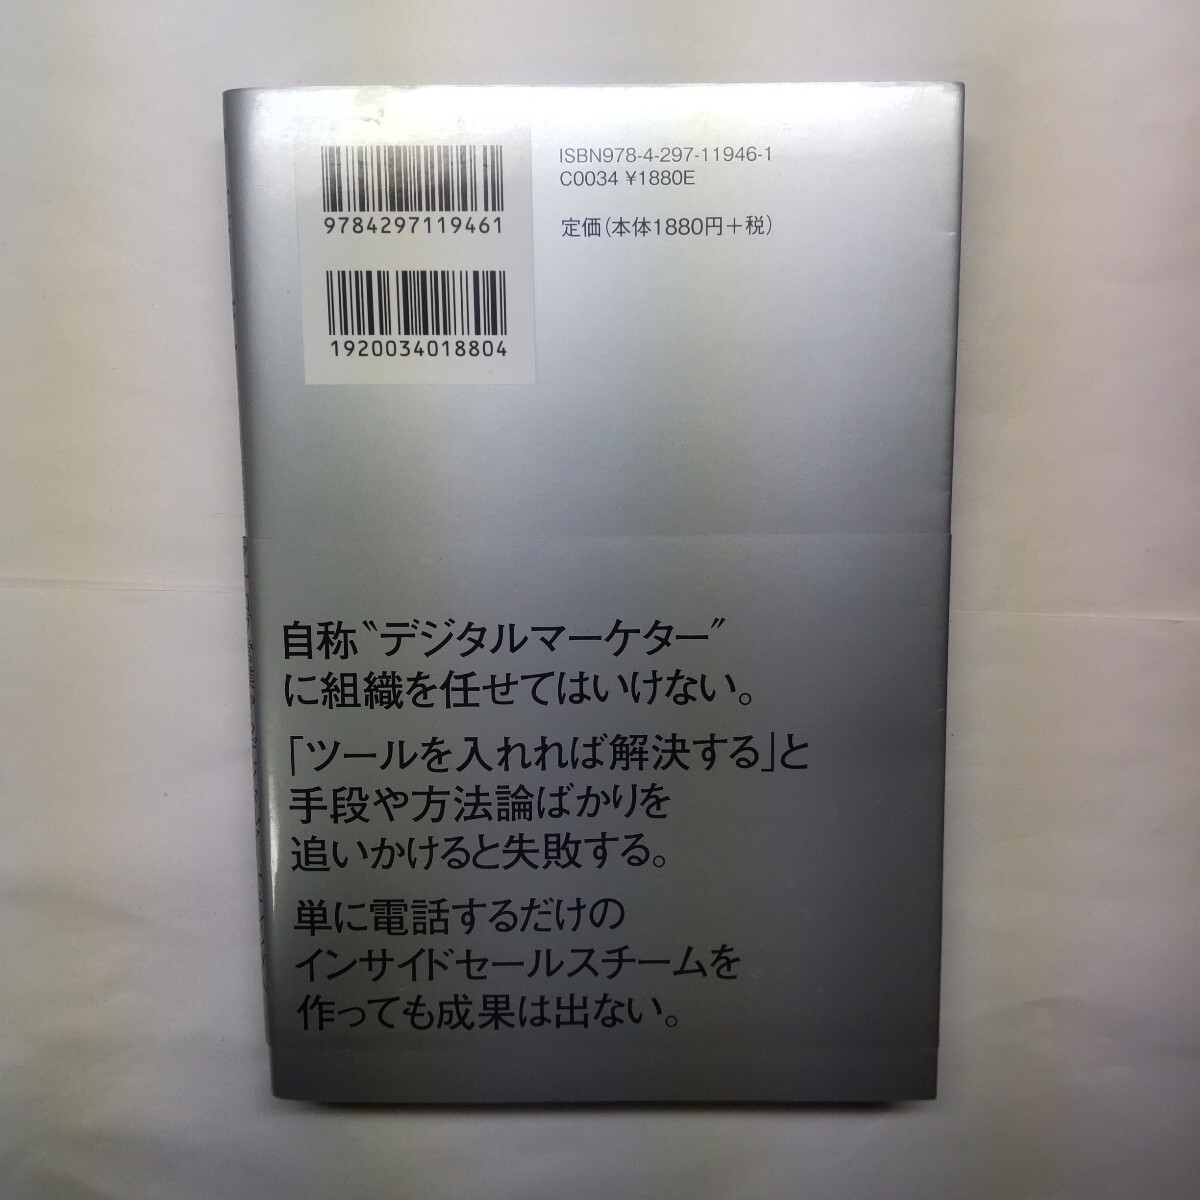 9784297119461
1920034018804
ISBN978-4-297-11946-1
C0034 ¥1880E
定価(本体1880円+税)
自称〝デジタルマーケター〟
に組織を任せてはいけない。
「ツールを入れれば解決する」と
手段や方法論ばかりを
追いかけると失敗する。
単に電話するだけの
インサイドセールスチームを
作っても成果は出ない。